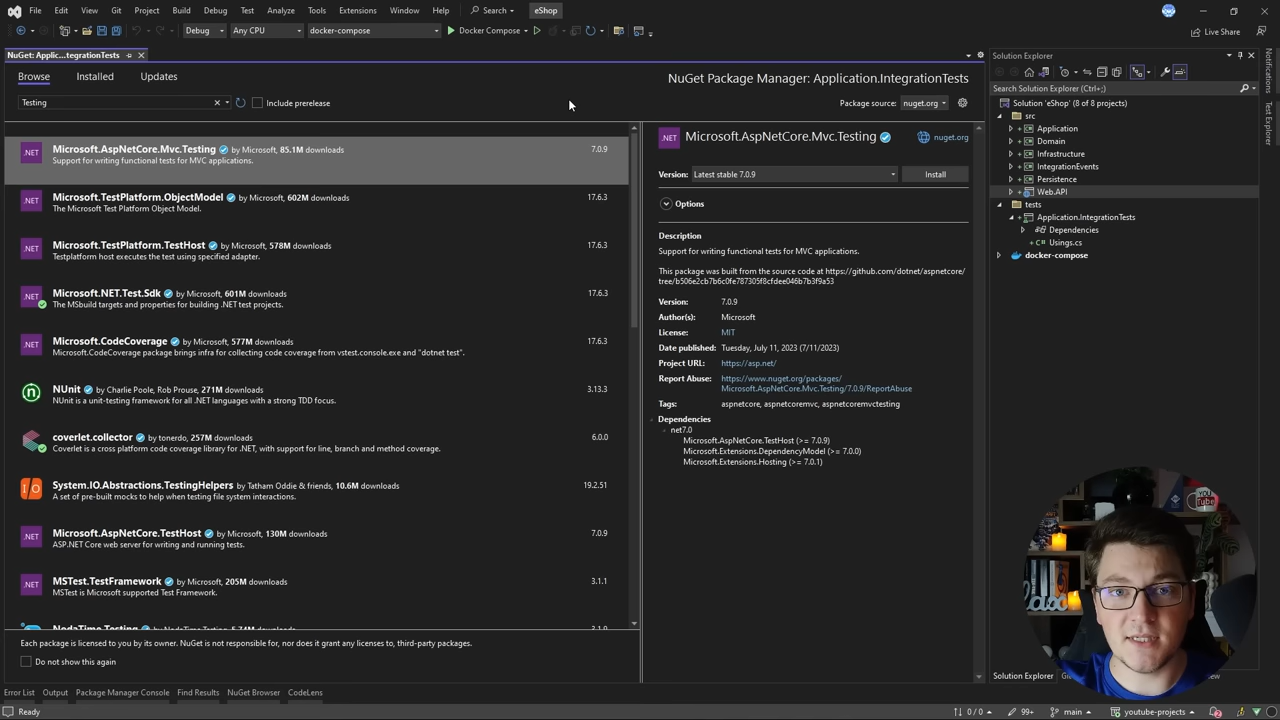 File Edit View Git Project Build Debug Test Analyze Tools Extensions Window Help Search eShop
Debug Any CPU docker-compose Docker Compose Live Share
NuGet: Applic...tegrationTests
Browse Installed Updates
NuGet Package Manager: Application.IntegrationTests
Testing Include prerelease
Package source: nuget.org
Microsoft.AspNetCore.Mvc.Testing by Microsoft, 85.1M downloads 7.0.9
Support for writing functional tests for MVC applications.
Microsoft.TestPlatform.ObjectModel by Microsoft, 602M downloads 17.6.3
The Microsoft Test Platform Object Model.
Microsoft.TestPlatform.TestHost by Microsoft, 578M downloads 17.6.3
Testplatform host executes the test using specified adapter.
Microsoft.NET.Test.Sdk by Microsoft, 601M downloads 17.6.3
The MSbuild targets and properties for building .NET test projects.
Microsoft.CodeCoverage by Microsoft, 577M downloads 17.6.3
Microsoft.CodeCoverage package brings infra for collecting code coverage from vstest.console.exe and "dotnet test".
NUnit by Charlie Poole, Rob Prouse, 271M downloads 3.13.3
NUnit is a unit-testing framework for all .NET languages with a strong TDD focus.
coverlet.collector by tonerdo, 257M downloads 6.0.0
Coverlet is a cross platform code coverage library for .NET, with support for line, branch and method coverage.
System.IO.Abstractions.TestingHelpers by Tatham Oddie & friends, 10.6M downloads 19.2.51
A set of pre-built mocks to help when testing file system interactions.
Microsoft.AspNetCore.TestHost by Microsoft, 130M downloads 7.0.9
ASP.NET Core web server for writing and running tests.
MSTest.TestFramework by Microsoft, 205M downloads 3.1.1
MSTest is Microsoft supported Test Framework.
NodaTime.Testing by NodaTime.Testing, 5.74M downloads 3.1.9
Each package is licensed to you by its owner. NuGet is not responsible for, nor does it grant any licenses to, third-party packages.
Do not show this again
.NET Microsoft.AspNetCore.Mvc.Testing nuget.org
Version: Latest stable 7.0.9 Install
Options
Description
Support for writing functional tests for MVC applications.
This package was built from the source code at https://github.com/dotnet/aspnetcore/
tree/b506e2cb7b6c0fe787305f8cfdee046b7b3f9a53
Version: 7.0.9
Author(s): Microsoft
License: MIT
Date published: Tuesday, July 11, 2023 (7/11/2023)
Project URL: https://asp.net/
Report Abuse: https://www.nuget.org/packages/
Microsoft.AspNetCore.Mvc.Testing/7.0.9/ReportAbuse
Tags: aspnetcore, aspnetcoremvc, aspnetcoremvctesting
Dependencies
net7.0
Microsoft.AspNetCore.TestHost (>= 7.0.9)
Microsoft.Extensions.DependencyModel (>= 7.0.0)
Microsoft.Extensions.Hosting (>= 7.0.1)
Solution Explorer
Search Solution Explorer (Ctrl+;)
Solution 'eShop' (8 of 8 projects)
src
Application
Domain
Infrastructure
IntegrationEvents
Persistence
Web.API
tests
Application.IntegrationTests
Dependencies
Usings.cs
docker-compose
Notifications
Test Explorer
Solution Explorer
Error List Output Package Manager Console Find Results NuGet Browser CodeLens
Ready 0 / 0 99+ main youtube-projects